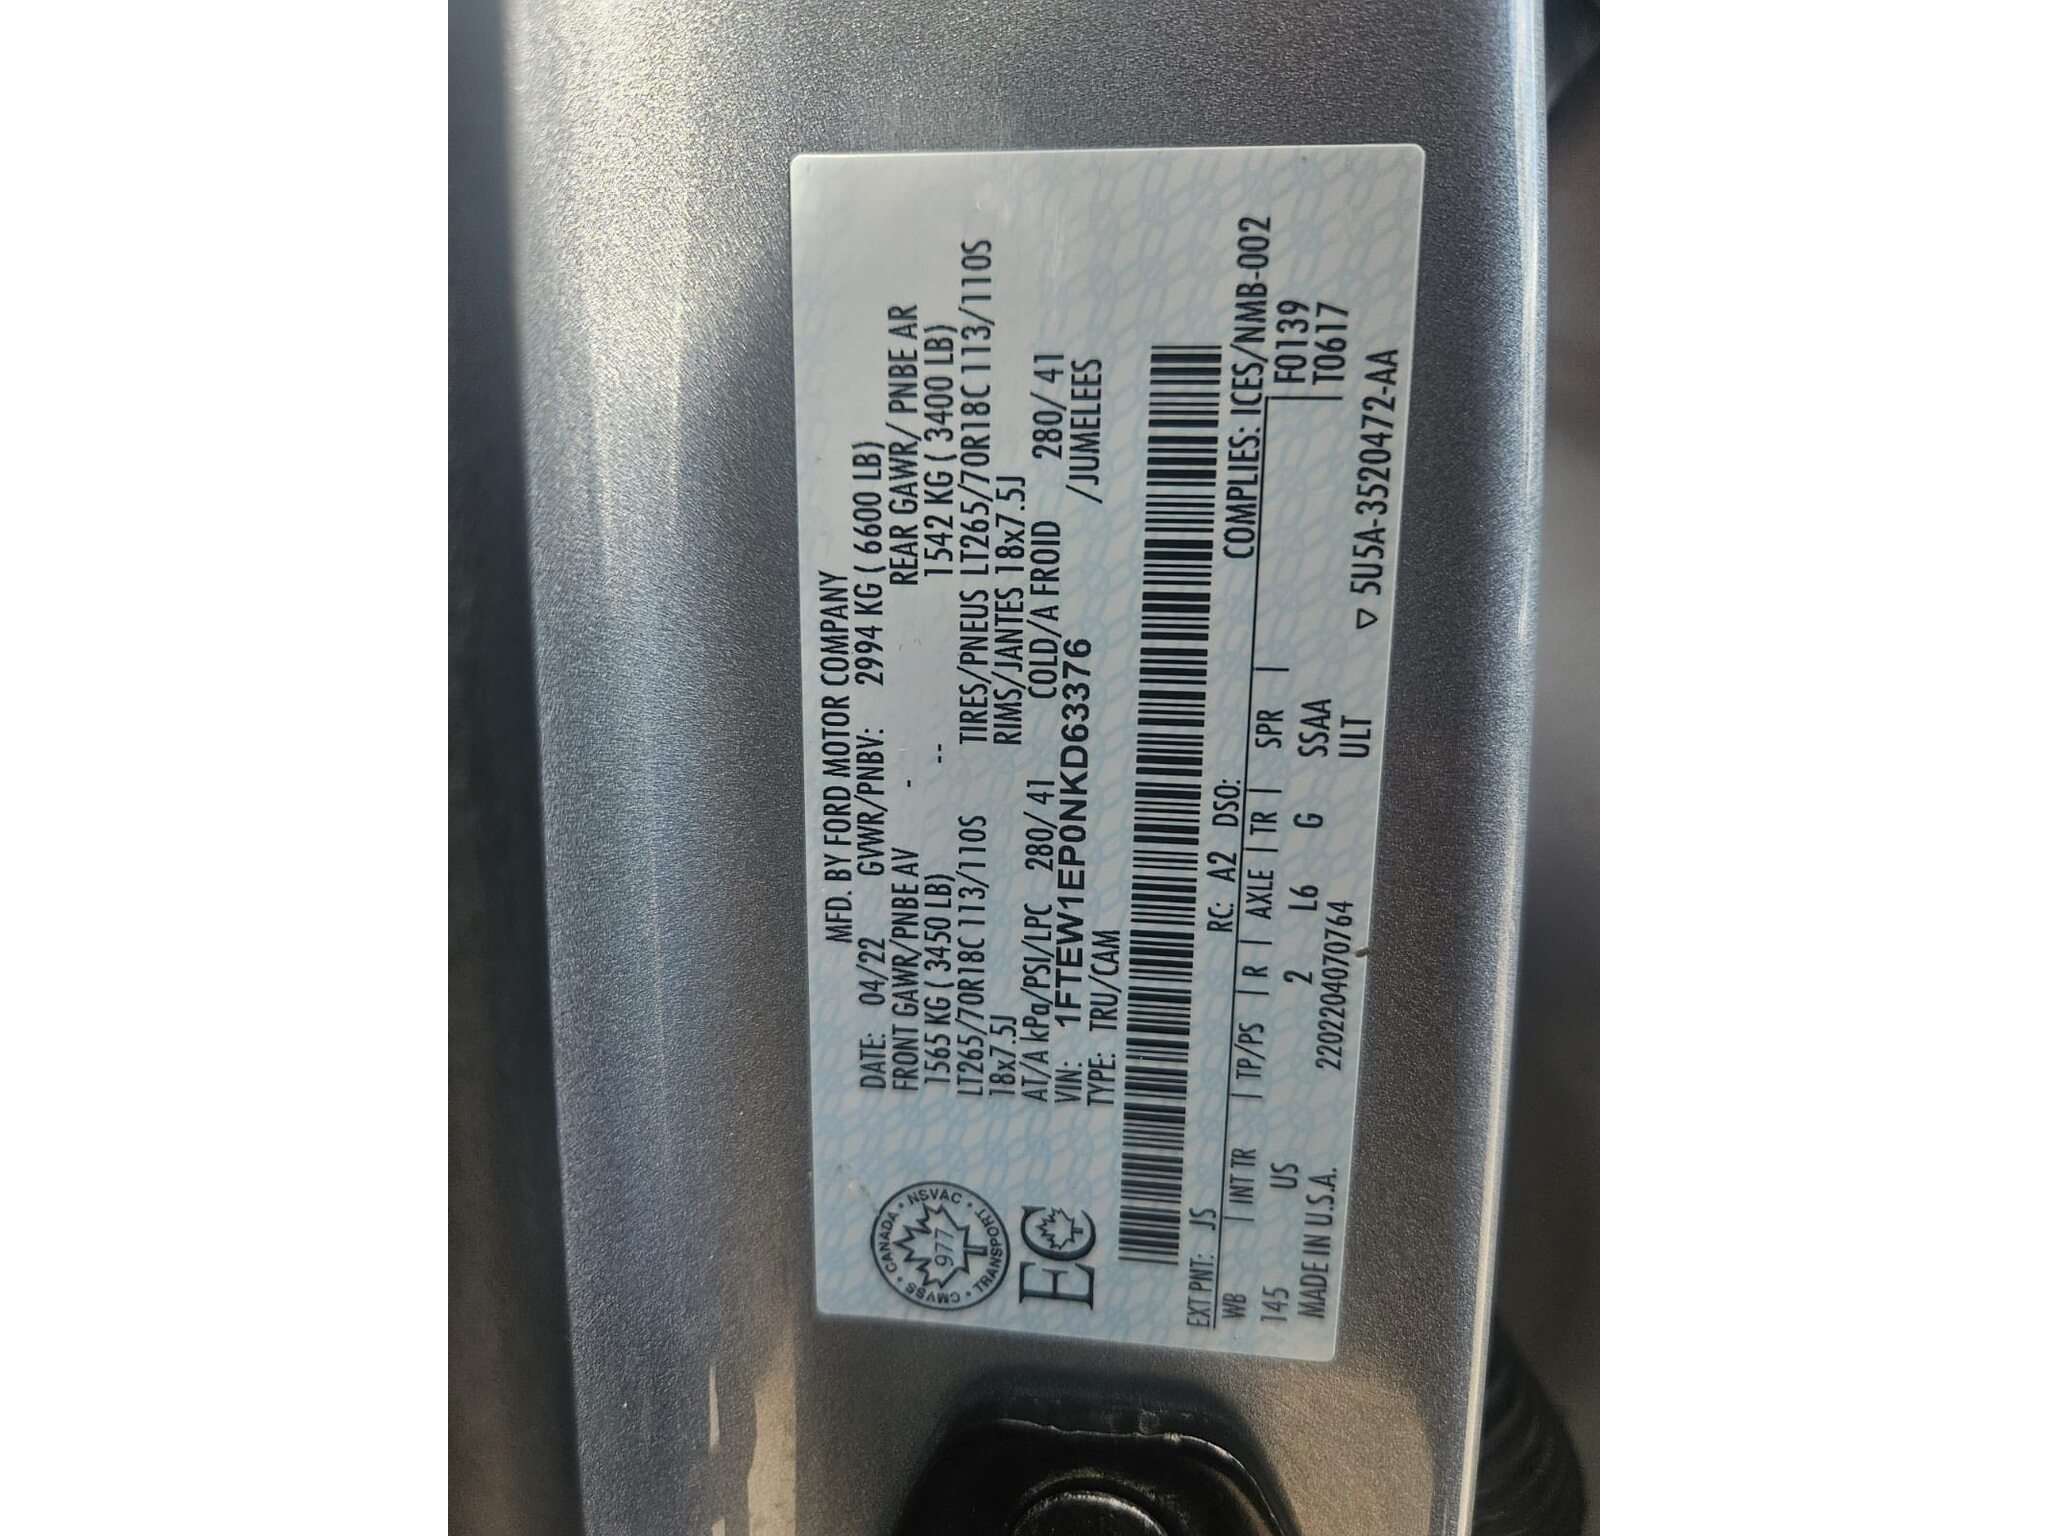 MFD. BY FORD MOTOR COMPANY
DATE: 04/22 GVWR/PNBV: 2994 KG ( 6600 LB)
FRONT GAWR/PNBE AV - REAR GAWR/ PNBE AR
1565 KG ( 3450 LB) -- 1542 KG ( 3400 LB)
LT265/70R18C 113/110S TIRES/PNEUS LT265/70R18C113/110S
18x7.5J RIMS/JANTES 18x7.5J
AT/A kPa/PSI/LPC 280/ 41 COLD/A FROID 280/ 41
VIN: 1FTEW1EP0NKD63376 /JUMELEES
TYPE: TRU/CAM
CANADA • NSVAC • TRANSPORT • CMVSS •
977
EC
EXT PNT: JS RC: A2 DSO: COMPLIES: ICES/NMB-002
WB | INT TR | TP/PS | R | AXLE | TR | SPR | F0139
145 US 2 L6 G SSAA T0617
MADE IN U.S.A. 2202204070764 ULT
▽ 5U5A-3520472-AA